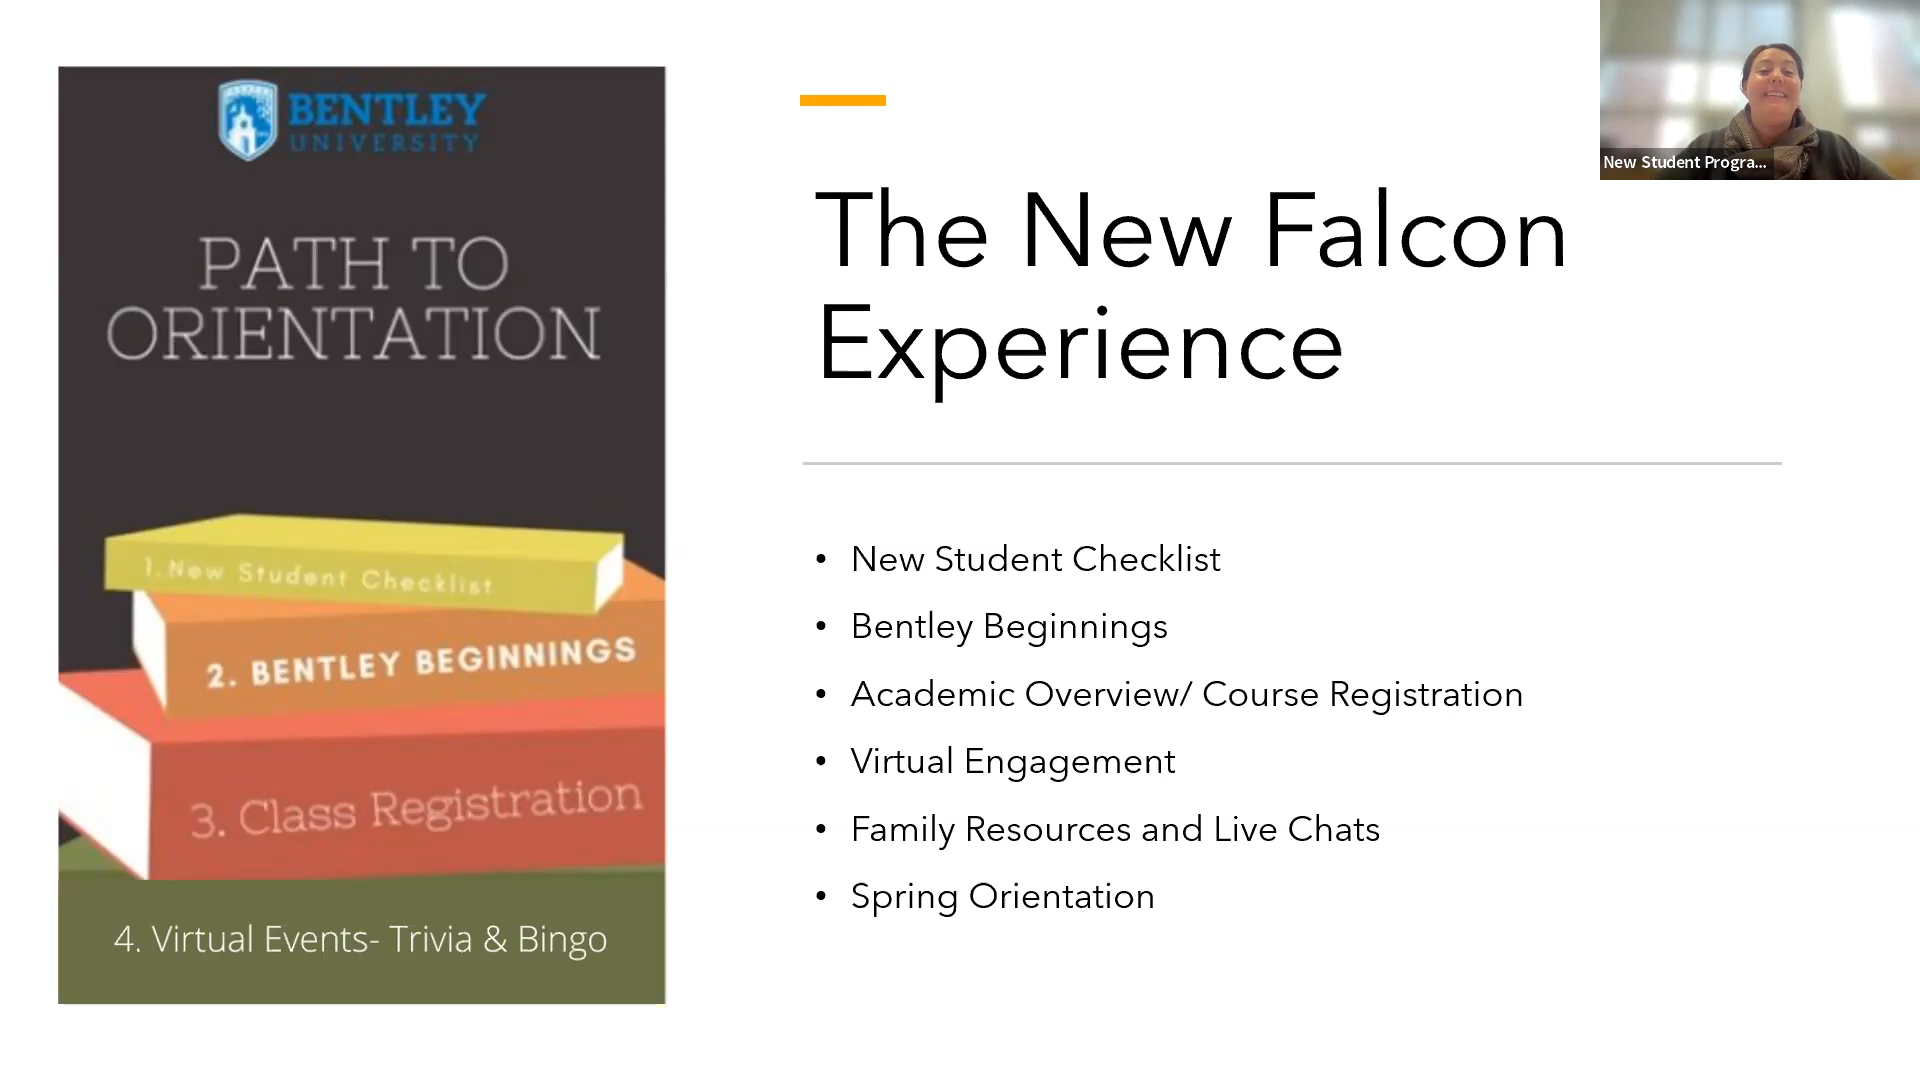 BENTLEY
UNIVERSITY
PATH TO
ORIENTATION
1. New Student Checklist
2. BENTLEY BEGINNINGS
3. Class Registration
4. Virtual Events- Trivia & Bingo
The New Falcon
Experience
• New Student Checklist
• Bentley Beginnings
• Academic Overview/ Course Registration
• Virtual Engagement
• Family Resources and Live Chats
• Spring Orientation
New Student Progra...